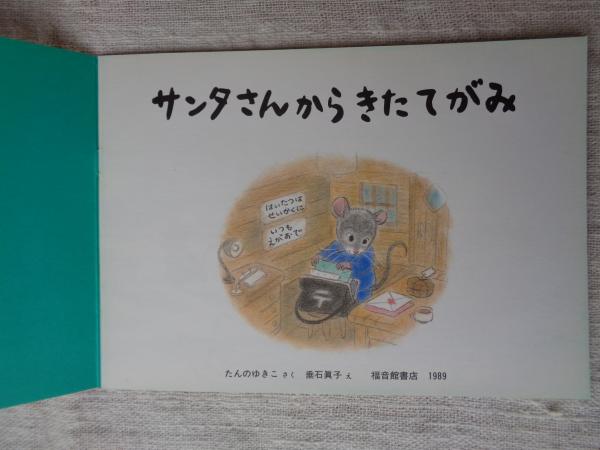 サンタさんからきたてがみ
はいたつは
せいかくに
いつも
えがおで
〒
たんのゆきこ さく 垂石眞子 え 福音館書店 1989